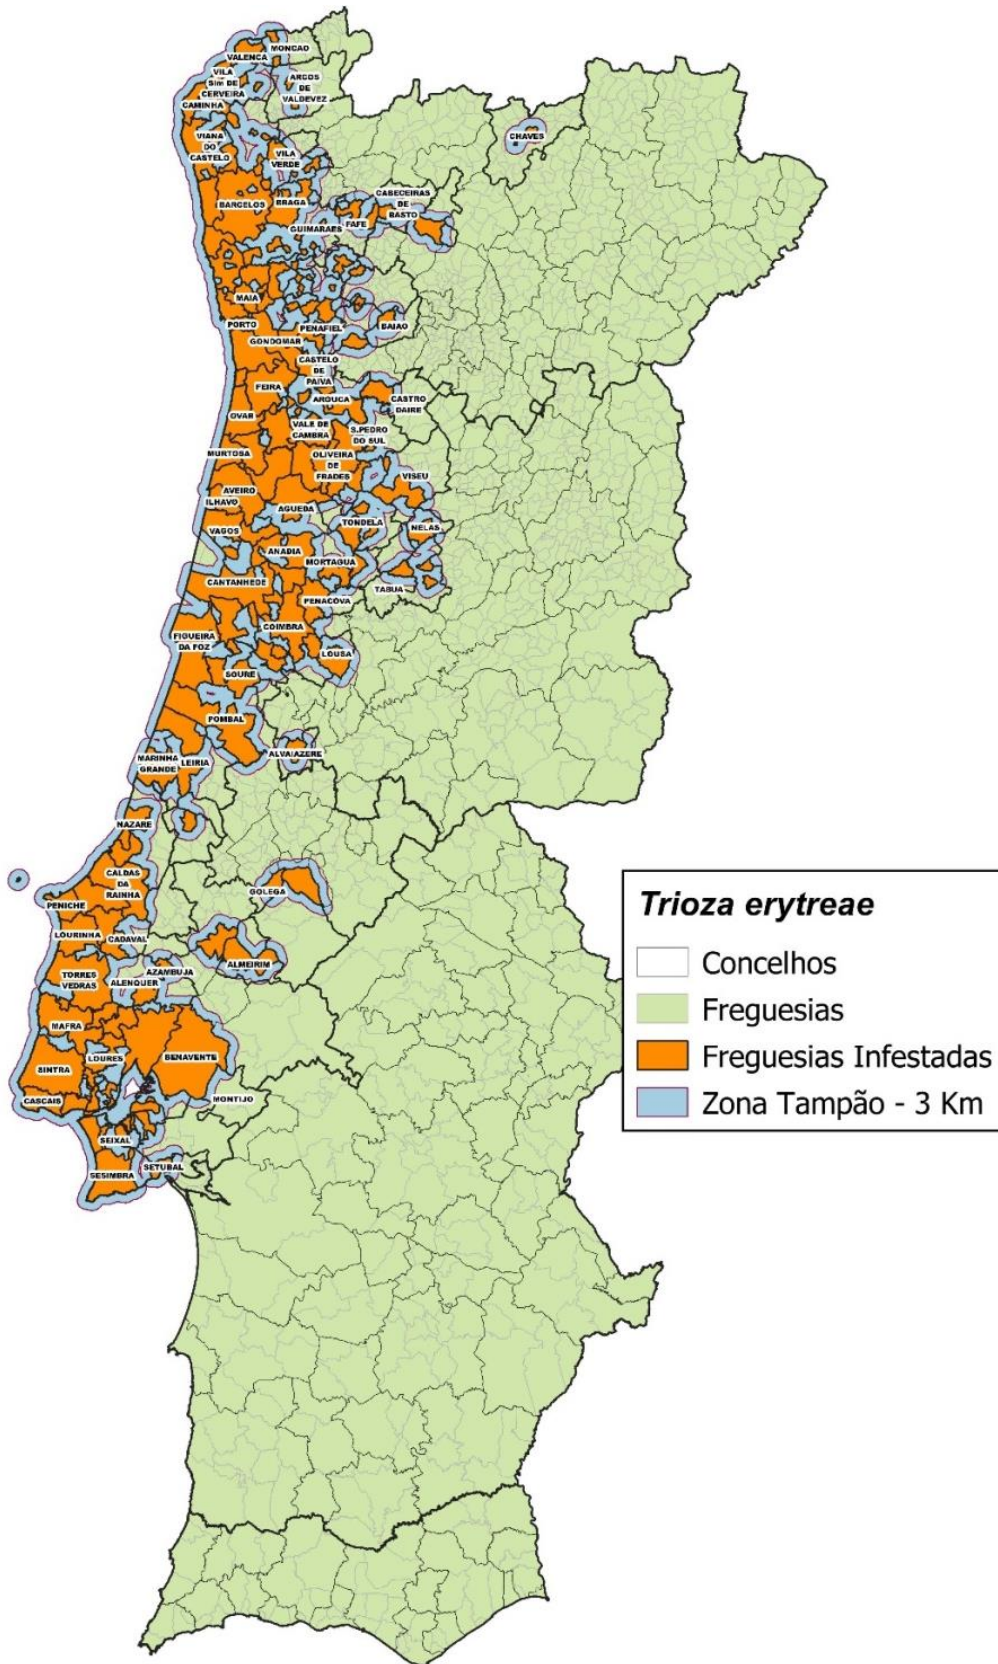 MONCAO
VALENCA
VILA
ARCOS
DE
VALDEVEZ
CERVEIRA
CAMINHA
CHAVES
VIANA
DO
CASTELO
VILA
VERDE
CABECEIRAS
DE
BASTO
BRAGA
BARCELOS
FAFE
GUIMARAES
MAIA
PORTO
PENAFIEL
BAIAO
GONDOMAR
CASTELO
DE
PAIVA
FEIRA
AROUCA
CASTRO
DAIRE
OVAR
VALE DE
CAMBRA
S.PEDRO
DO SUL
MURTOSA
OLIVEIRA
DE
FRADES
VISEU
AVEIRO
ILHAVO
AGUEDA
TONDELA
NELAS
VAGOS
ANADIA
MORTAGUA
CANTANHEDE
TABUA
PENACOVA
COIMBRA
FIGUEIRA
DA FOZ
LOUSA
SOURE
POMBAL
ALVAIAZERE
MARINHA
GRANDE
LEIRIA
NAZARE
CALDAS
DA
RAINHA
GOLEGA
PENICHE
LOURINHA
CADAVAL
ALMEIRIM
TORRES
VEDRAS
AZAMBUJA
ALENQUER
MAFRA
LOURES
BENAVENTE
SINTRA
CASCAIS
MONTIJO
SEIXAL
SETUBAL
SESIMBRA
Trioza erytreae
Concelhos
Freguesias
Freguesias Infestadas
Zona Tampão - 3 Km